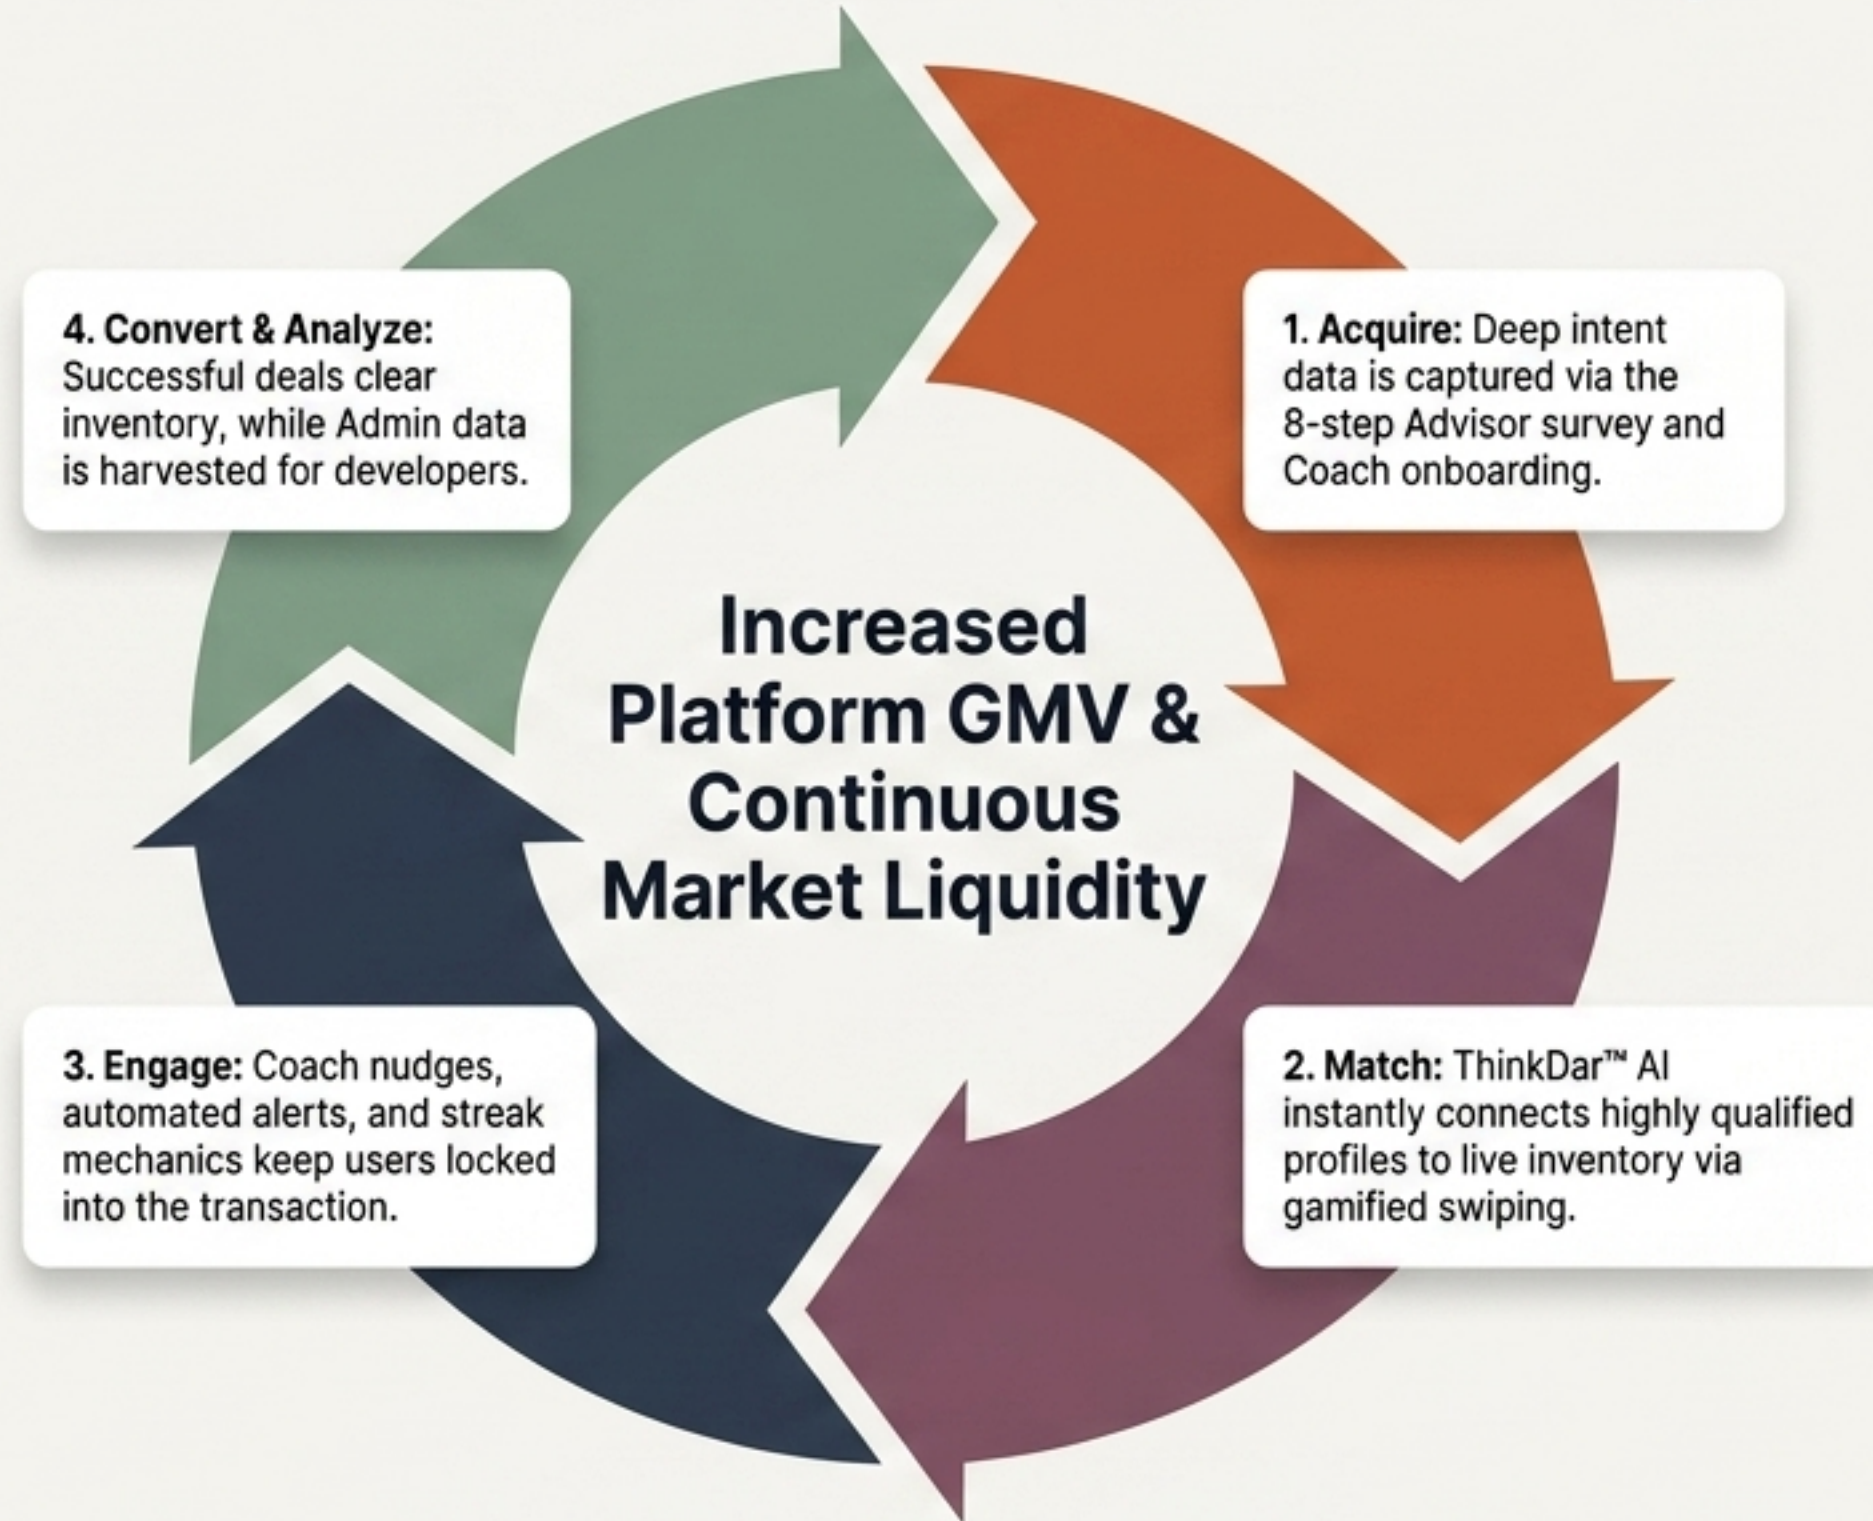 1. Acquire: Deep intent
data is captured via the
8-step Advisor survey and
Coach onboarding.
2. Match: ThinkDar™ AI
instantly connects highly qualified
profiles to live inventory via
gamified swiping.
3. Engage: Coach nudges,
automated alerts, and streak
mechanics keep users locked
into the transaction.
4. Convert & Analyze:
Successful deals clear
inventory, while Admin data
is harvested for developers.
Increased
Platform GMV &
Continuous
Market Liquidity